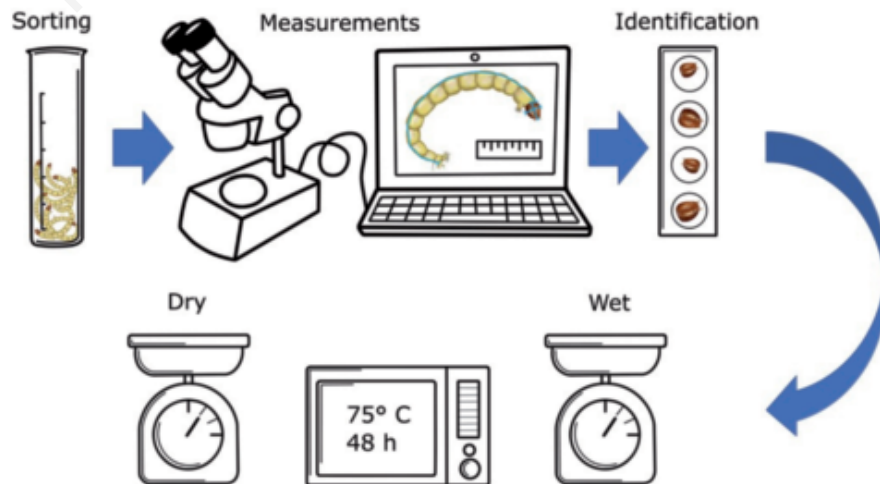 Sorting
Measurements
Identification
Dry
Wet
75° C
48 h